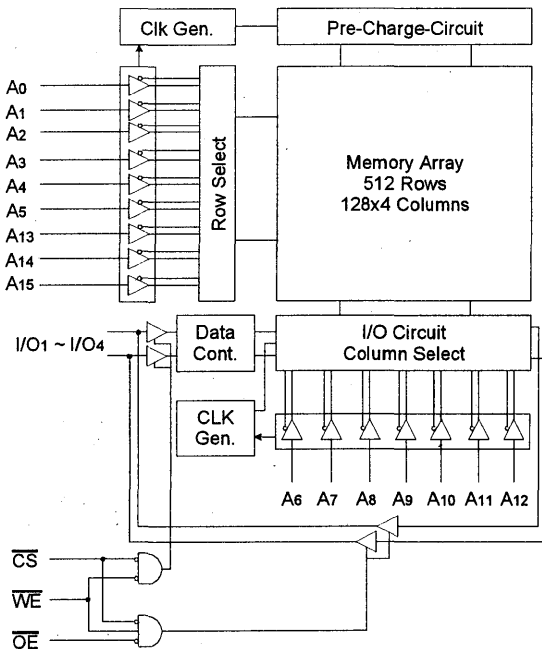 Clk Gen.
Pre-Charge-Circuit
A0
A1
A2
A3
A4
A5
A13
A14
A15
Row Select
Memory Array
512 Rows
128x4 Columns
I/O1 ~ I/O4
Data
Cont.
I/O Circuit
Column Select
CLK
Gen.
A6 A7 A8 A9 A10 A11 A12
CS
WE
OE